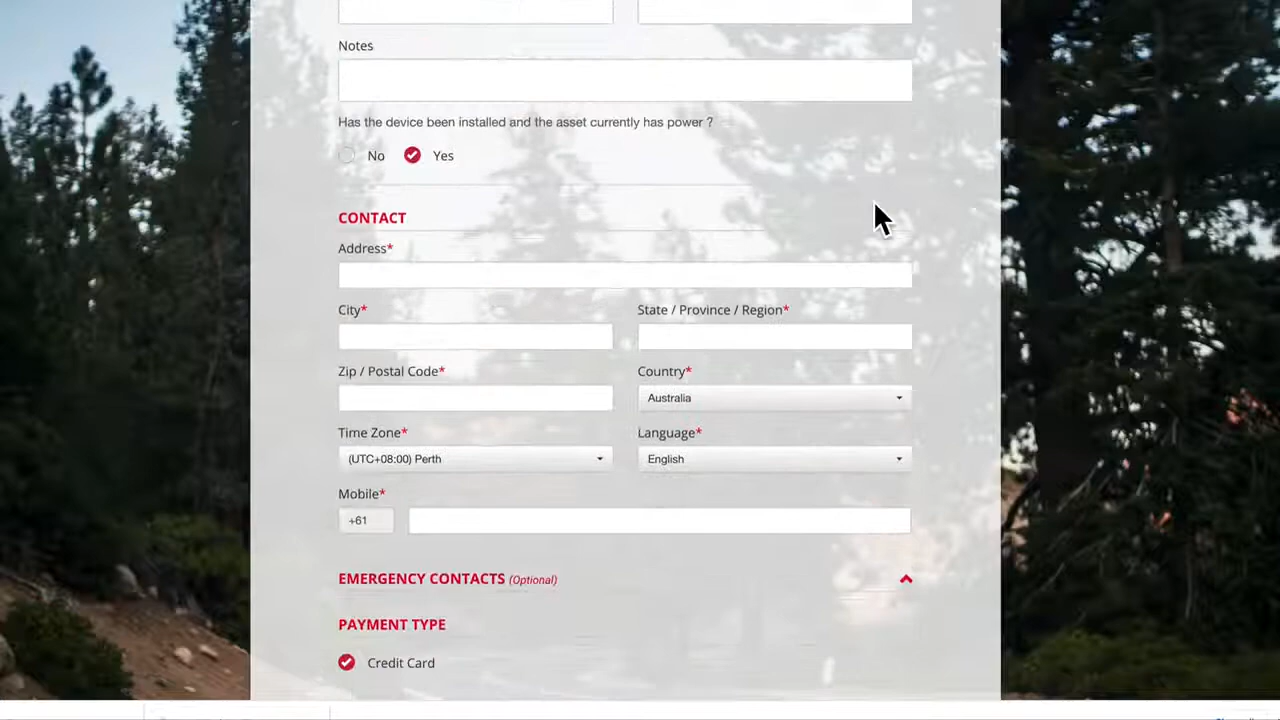 Notes
Has the device been installed and the asset currently has power ?
No Yes
CONTACT
Address*
City* State / Province / Region*
Zip / Postal Code* Country*
Australia
Time Zone* Language*
(UTC+08:00) Perth English
Mobile*
+61
EMERGENCY CONTACTS (Optional)
PAYMENT TYPE
Credit Card